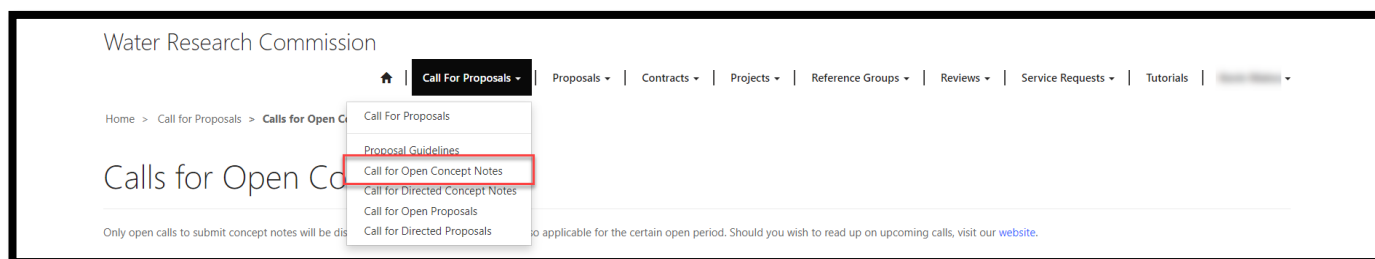 Water Research Commission
Call For Proposals Proposals Contracts Projects Reference Groups Reviews Service Requests Tutorials
Home > Call for Proposals > Calls for Open C
Call For Proposals
Proposal Guidelines
Call for Open Concept Notes
Call for Directed Concept Notes
Call for Open Proposals
Call for Directed Proposals
Calls for Open Co
Only open calls to submit concept notes will be dis so applicable for the certain open period. Should you wish to read up on upcoming calls, visit our website.